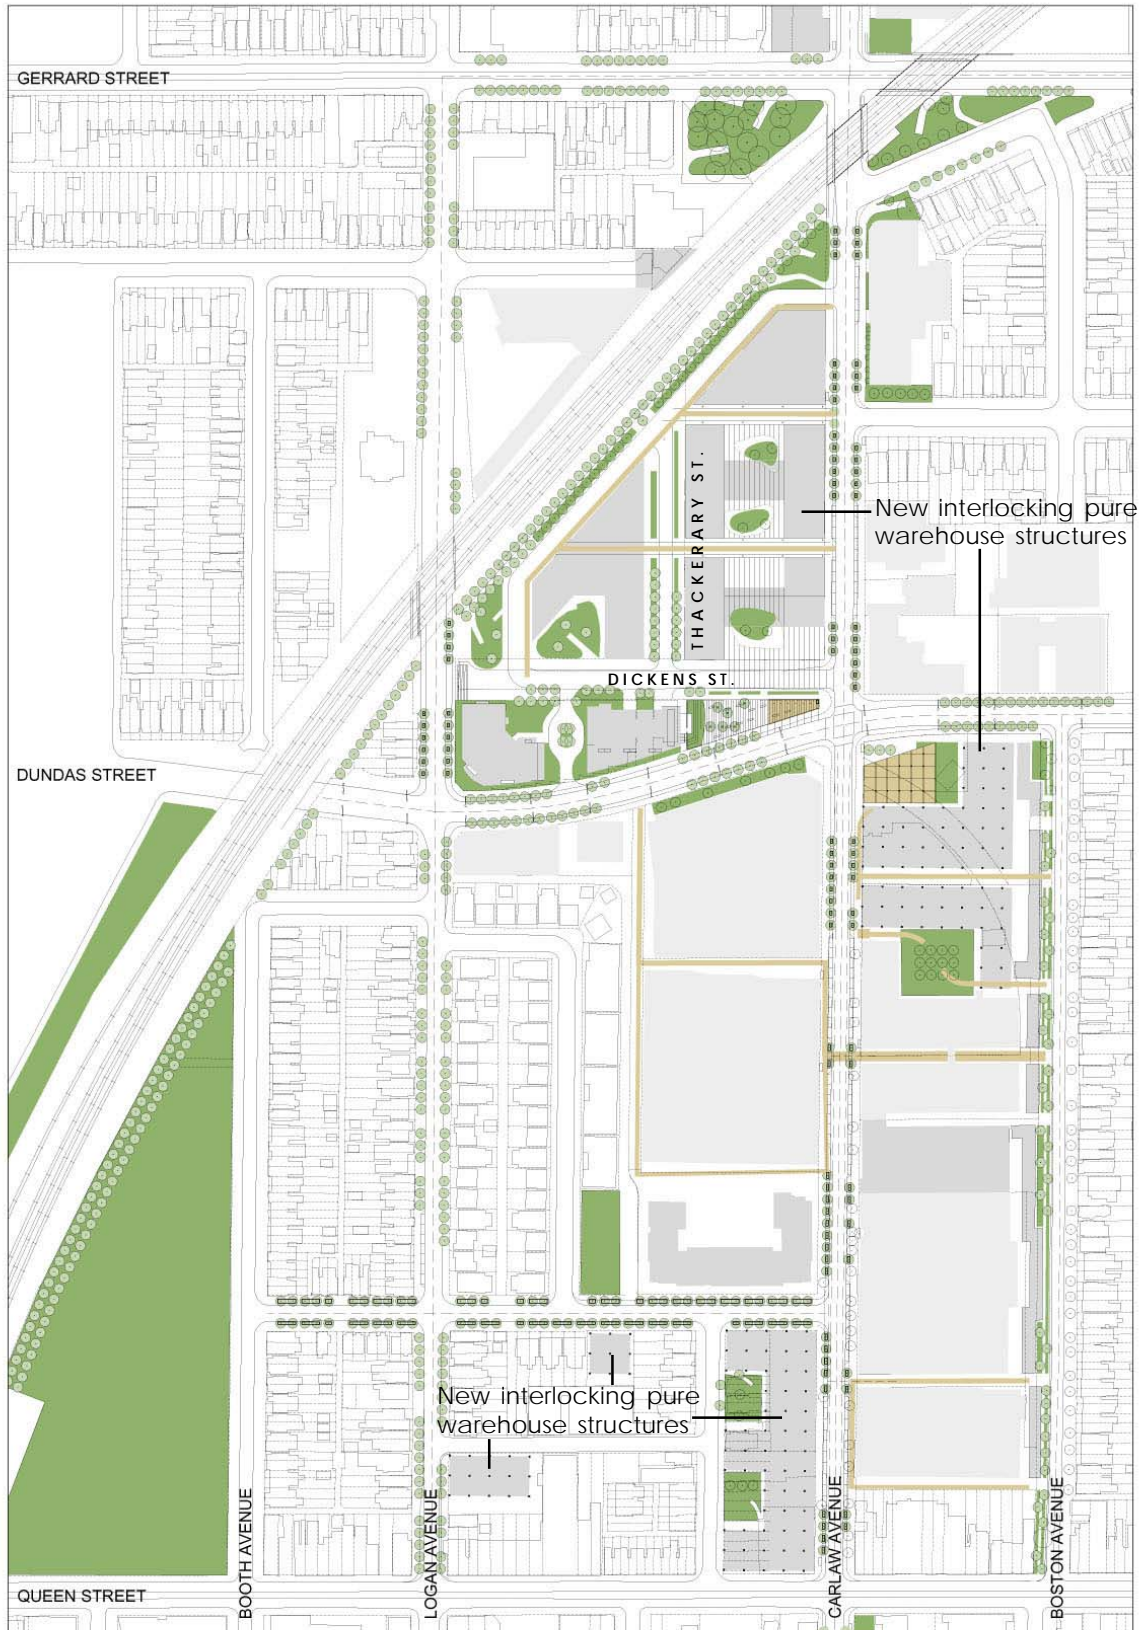 GERRARD STREET
THACKERARY ST.
New interlocking pure
warehouse structures
DICKENS ST.
DUNDAS STREET
New interlocking pure
warehouse structures
BOOTH AVENUE
LOGAN AVENUE
CARLAW AVENUE
BOSTON AVENUE
QUEEN STREET